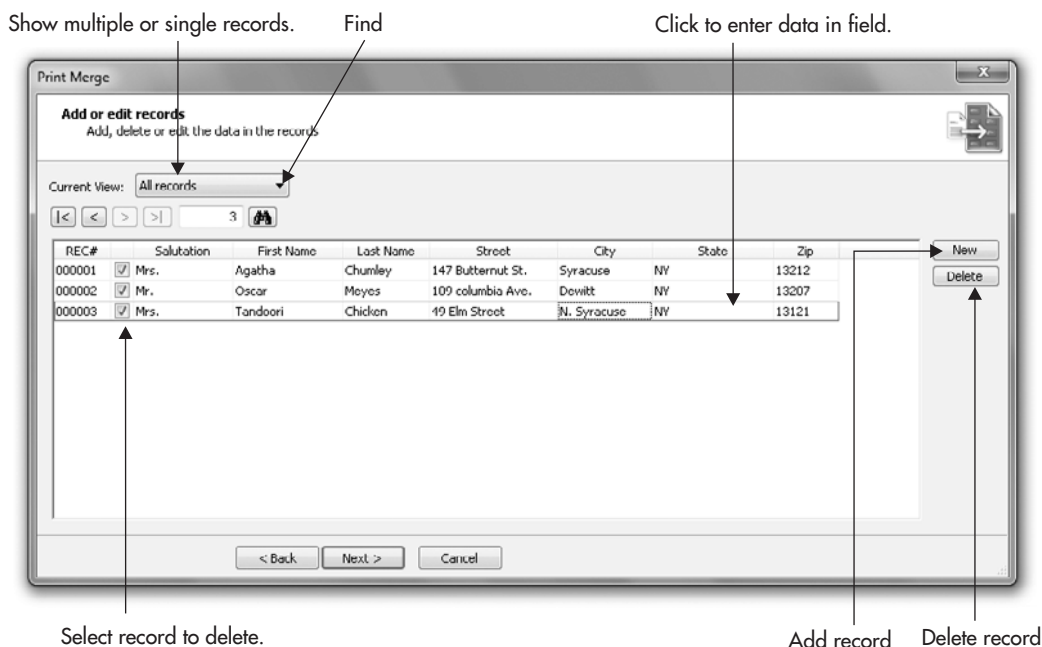 Show multiple or single records. Find Click to enter data in field.
Print Merge
Add or edit records
Add, delete or edit the data in the records
Current View: All records
|< < > >| 3
REC# Salutation First Name Last Name Street City State Zip
000001 Mrs. Agatha Chumley 147 Butternut St. Syracuse NY 13212
000002 Mr. Oscar Moyes 109 columbia Ave. Dewitt NY 13207
000003 Mrs. Tandoori Chicken 49 Elm Street N. Syracuse NY 13121
New
Delete
< Back Next > Cancel
Select record to delete. Add record Delete record